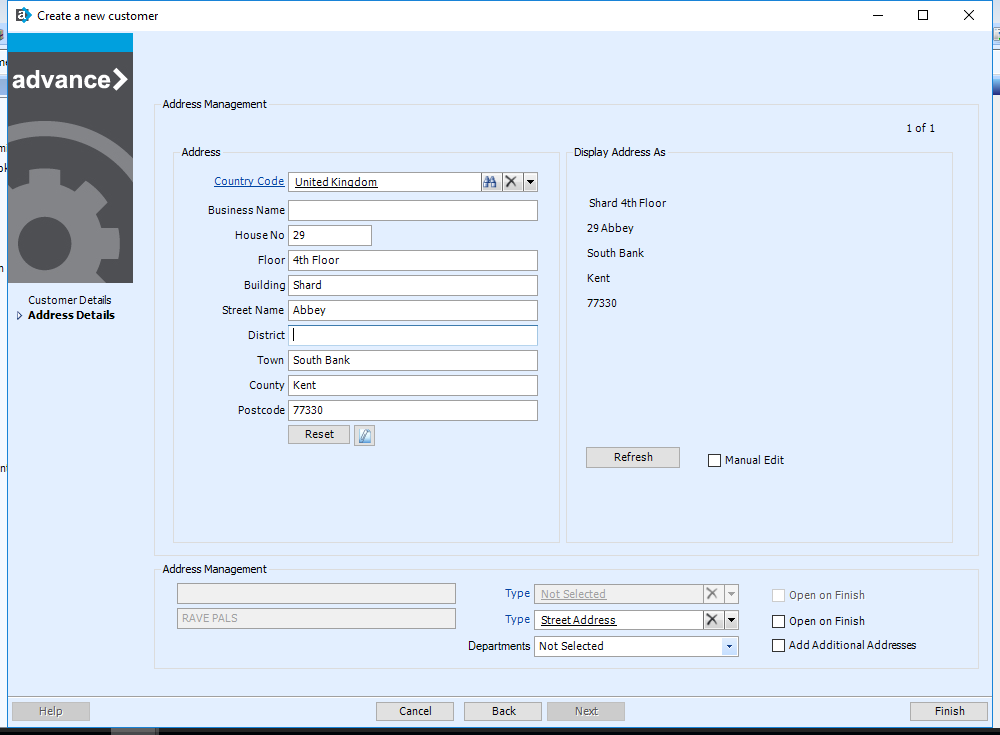 Create a new customer
advance
Customer Details
Address Details
Address Management
1 of 1
Address
Country Code United Kingdom
Business Name
House No 29
Floor 4th Floor
Building Shard
Street Name Abbey
District
Town South Bank
County Kent
Postcode 77330
Reset
Display Address As
Shard 4th Floor
29 Abbey
South Bank
Kent
77330
Refresh
Manual Edit
Address Management
Type Not Selected Open on Finish
RAVE PALS Type Street Address Open on Finish
Departments Not Selected Add Additional Addresses
Help Cancel Back Next Finish